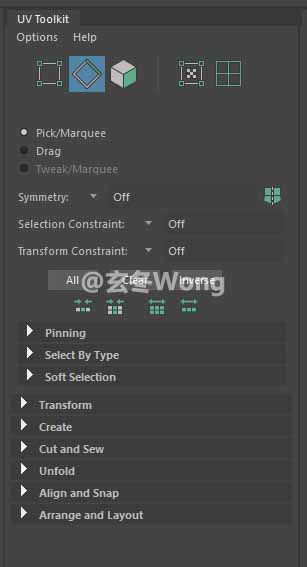 UV Toolkit
Options Help
Pick/Marquee
Drag
Tweak/Marquee
Symmetry: Off
Selection Constraint: Off
Transform Constraint: Off
All Clear Inverse
@玄冬Wong
Pinning
Select By Type
Soft Selection
Transform
Create
Cut and Sew
Unfold
Align and Snap
Arrange and Layout